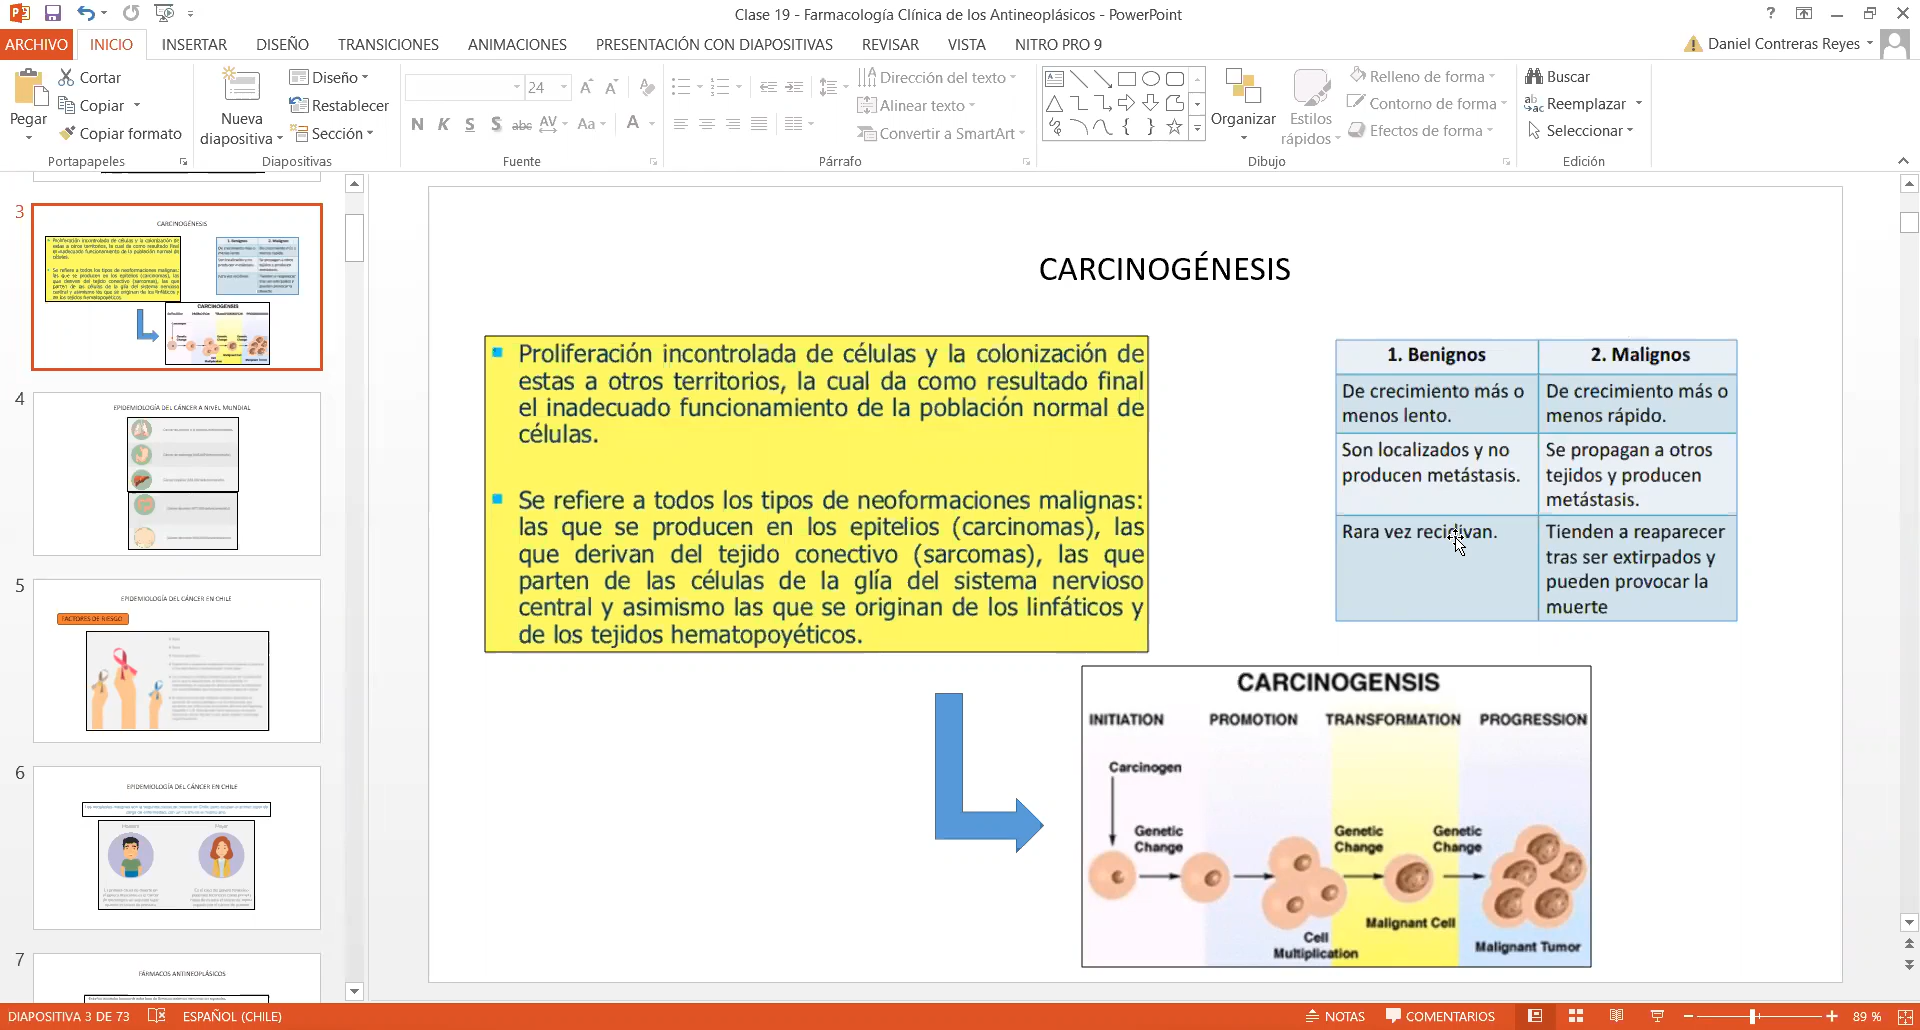 Clase 19 - Farmacología Clínica de los Antineoplásicos - PowerPoint
ARCHIVO INICIO INSERTAR DISEÑO TRANSICIONES ANIMACIONES PRESENTACIÓN CON DIAPOSITIVAS REVISAR VISTA NITRO PRO 9
Daniel Contreras Reyes
Pegar
Cortar
Copiar
Copiar formato
Portapapeles
Nueva
diapositiva
Diseño
Restablecer
Sección
Diapositivas
24
N K S S abc AV Aa A
Fuente
Dirección del texto
Alinear texto
Convertir a SmartArt
Párrafo
Organizar
Estilos
rápidos
Relleno de forma
Contorno de forma
Efectos de forma
Dibujo
Buscar
Reemplazar
Seleccionar
Edición
3
CARCINOGÉNESIS
4
EPIDEMIOLOGÍA DEL CÁNCER A NIVEL MUNDIAL
5
EPIDEMIOLOGÍA DEL CÁNCER EN CHILE
FACTORES DE RIESGO
6
EPIDEMIOLOGÍA DEL CÁNCER EN CHILE
7
FÁRMACOS ANTINEOPLÁSICOS
CARCINOGÉNESIS
Proliferación incontrolada de células y la colonización de
estas a otros territorios, la cual da como resultado final
el inadecuado funcionamiento de la población normal de
células.
Se refiere a todos los tipos de neoformaciones malignas:
las que se producen en los epitelios (carcinomas), las
que derivan del tejido conectivo (sarcomas), las que
parten de las células de la glía del sistema nervioso
central y asimismo las que se originan de los linfáticos y
de los tejidos hematopoyéticos.
1. Benignos
2. Malignos
De crecimiento más o
menos lento.
De crecimiento más o
menos rápido.
Son localizados y no
producen metástasis.
Se propagan a otros
tejidos y producen
metástasis.
Rara vez recidivan.
Tienden a reaparecer
tras ser extirpados y
pueden provocar la
muerte
CARCINOGENSIS
INITIATION PROMOTION TRANSFORMATION PROGRESSION
Carcinogen
Genetic
Change
Genetic
Change
Genetic
Change
Cell
Multiplication
Malignant Cell
Malignant Tumor
DIAPOSITIVA 3 DE 73 ESPAÑOL (CHILE) NOTAS COMENTARIOS 89 %